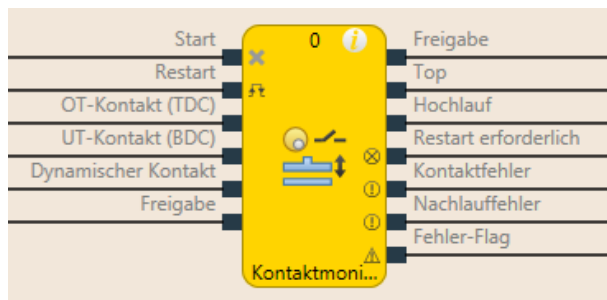 Start
Restart
OT-Kontakt (TDC)
UT-Kontakt (BDC)
Dynamischer Kontakt
Freigabe
0
Kontaktmoni...
Freigabe
Top
Hochlauf
Restart erforderlich
Kontaktfehler
Nachlauffehler
Fehler-Flag